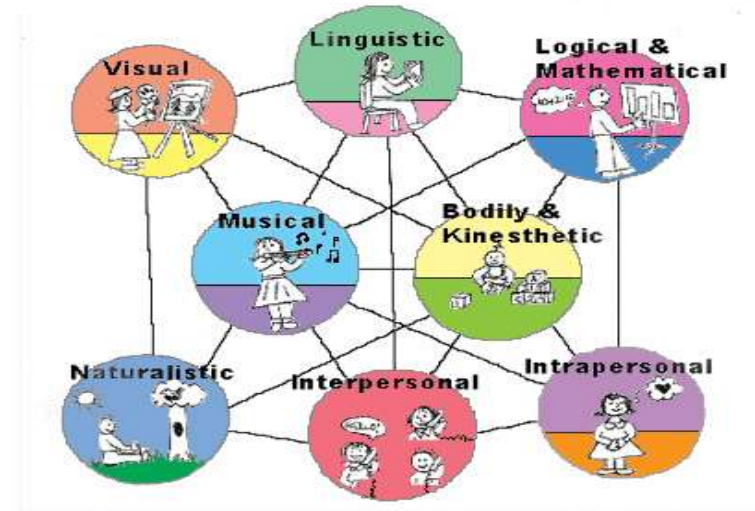 Linguistic
Visual
Logical &
Mathematical
Musical
Bodily &
Kinesthetic
Naturalistic
Interpersonal
Intrapersonal